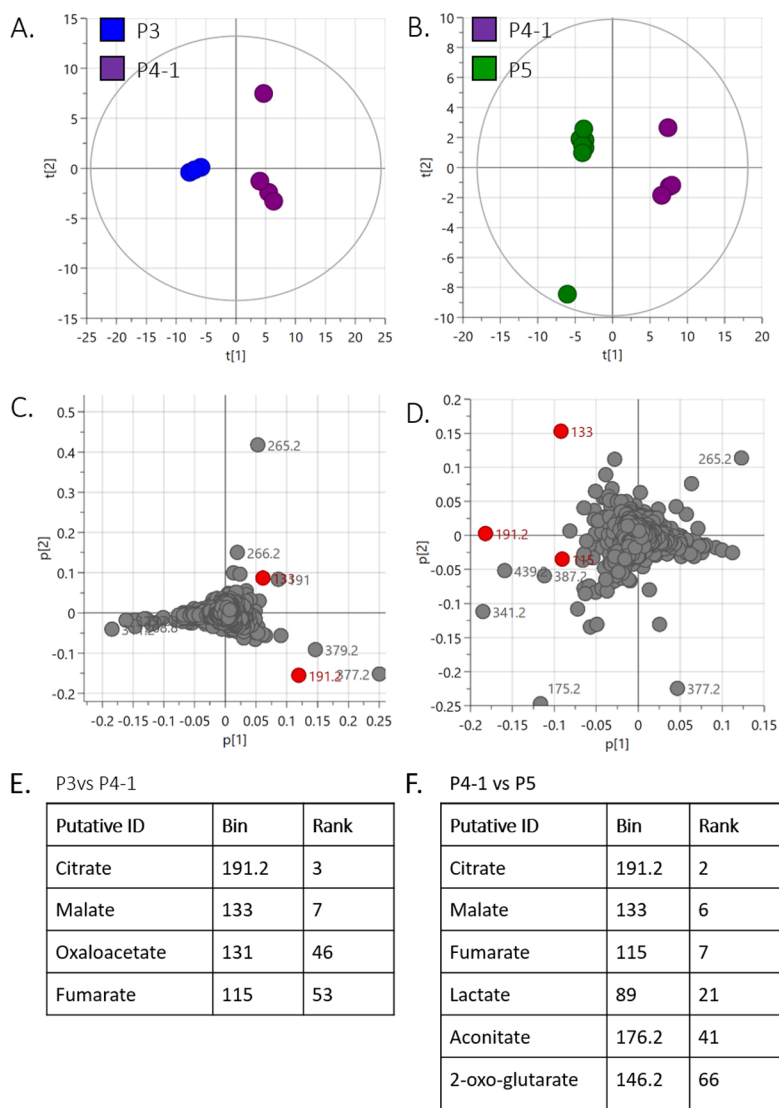 A.
P3
P4-1
15
10
5
0
-5
-10
-15
t[2]
-25 -20 -15 -10 -5 0 5 10 15 20 25
t[1]
B.
P4-1
P5
10
8
6
4
2
0
-2
-4
-6
-8
-10
t[2]
-20 -15 -10 -5 0 5 10 15 20
t[1]
C.
0.5
0.4
0.3
0.2
0.1
0
-0.1
-0.2
p[2]
265.2
266.2
379.2
191.2
377.2
-0.2 -0.15 -0.1 -0.05 0 0.05 0.1 0.15 0.2 0.25
p[1]
D.
0.2
0.15
0.1
0.05
0
-0.05
-0.1
-0.15
-0.2
-0.25
p[2]
133
265.2
191.2
115
439.2
387.2
341.2
175.2
377.2
-0.2 -0.15 -0.1 -0.05 0 0.05 0.1 0.15
p[1]
E. P3vs P4-1
Putative ID Bin Rank
Citrate 191.2 3
Malate 133 7
Oxaloacetate 131 46
Fumarate 115 53
F. P4-1 vs P5
Putative ID Bin Rank
Citrate 191.2 2
Malate 133 6
Fumarate 115 7
Lactate 89 21
Aconitate 176.2 41
2-oxo-glutarate 146.2 66